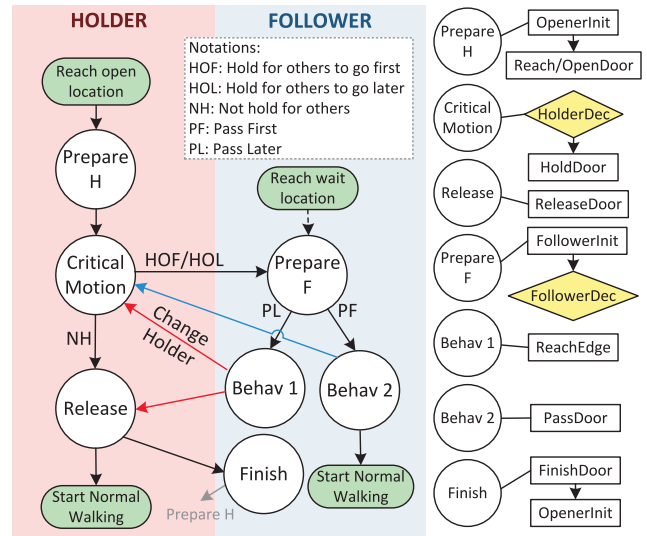 HOLDER
FOLLOWER
Notations:
HOF: Hold for others to go first
HOL: Hold for others to go later
NH: Not hold for others
PF: Pass First
PL: Pass Later
Reach open
location
Prepare
H
Reach wait
location
Critical
Motion
HOF/HOL
Prepare
F
PL
PF
Change
Holder
NH
Behav 1
Behav 2
Release
Finish
Start Normal
Walking
Start Normal
Walking
Prepare H
Prepare
H
OpenerInit
Reach/OpenDoor
Critical
Motion
HolderDec
HoldDoor
Release
ReleaseDoor
Prepare
F
FollowerInit
FollowerDec
Behav 1
ReachEdge
Behav 2
PassDoor
Finish
FinishDoor
OpenerInit